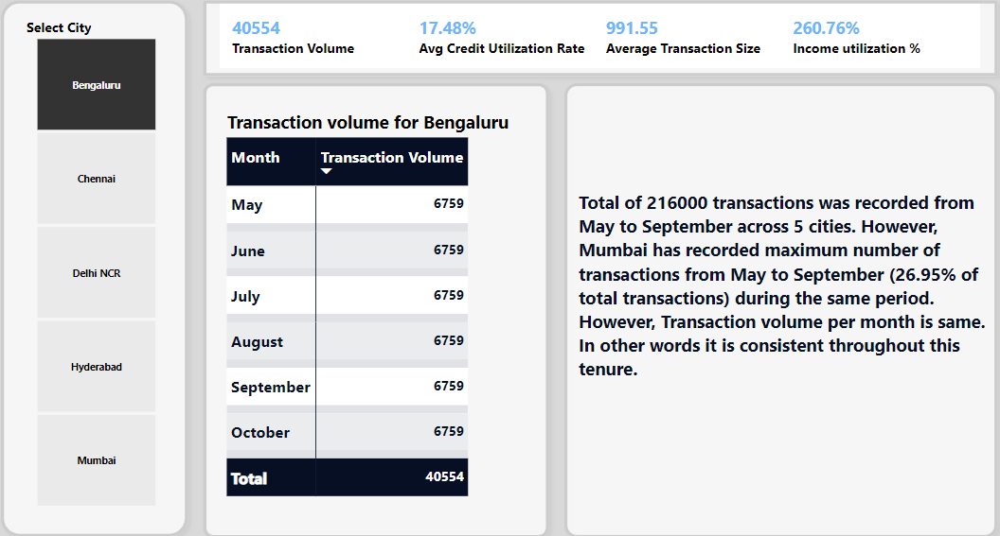 Select City
Bengaluru
Chennai
Delhi NCR
Hyderabad
Mumbai
40554 17.48% 991.55 260.76%
Transaction Volume Avg Credit Utilization Rate Average Transaction Size Income utilization %
Transaction volume for Bengaluru
Month Transaction Volume
May 6759
June 6759
July 6759
August 6759
September 6759
October 6759
Total 40554
Total of 216000 transactions was recorded from
May to September across 5 cities. However,
Mumbai has recorded maximum number of
transactions from May to September (26.95% of
total transactions) during the same period.
However, Transaction volume per month is same.
In other words it is consistent throughout this
tenure.